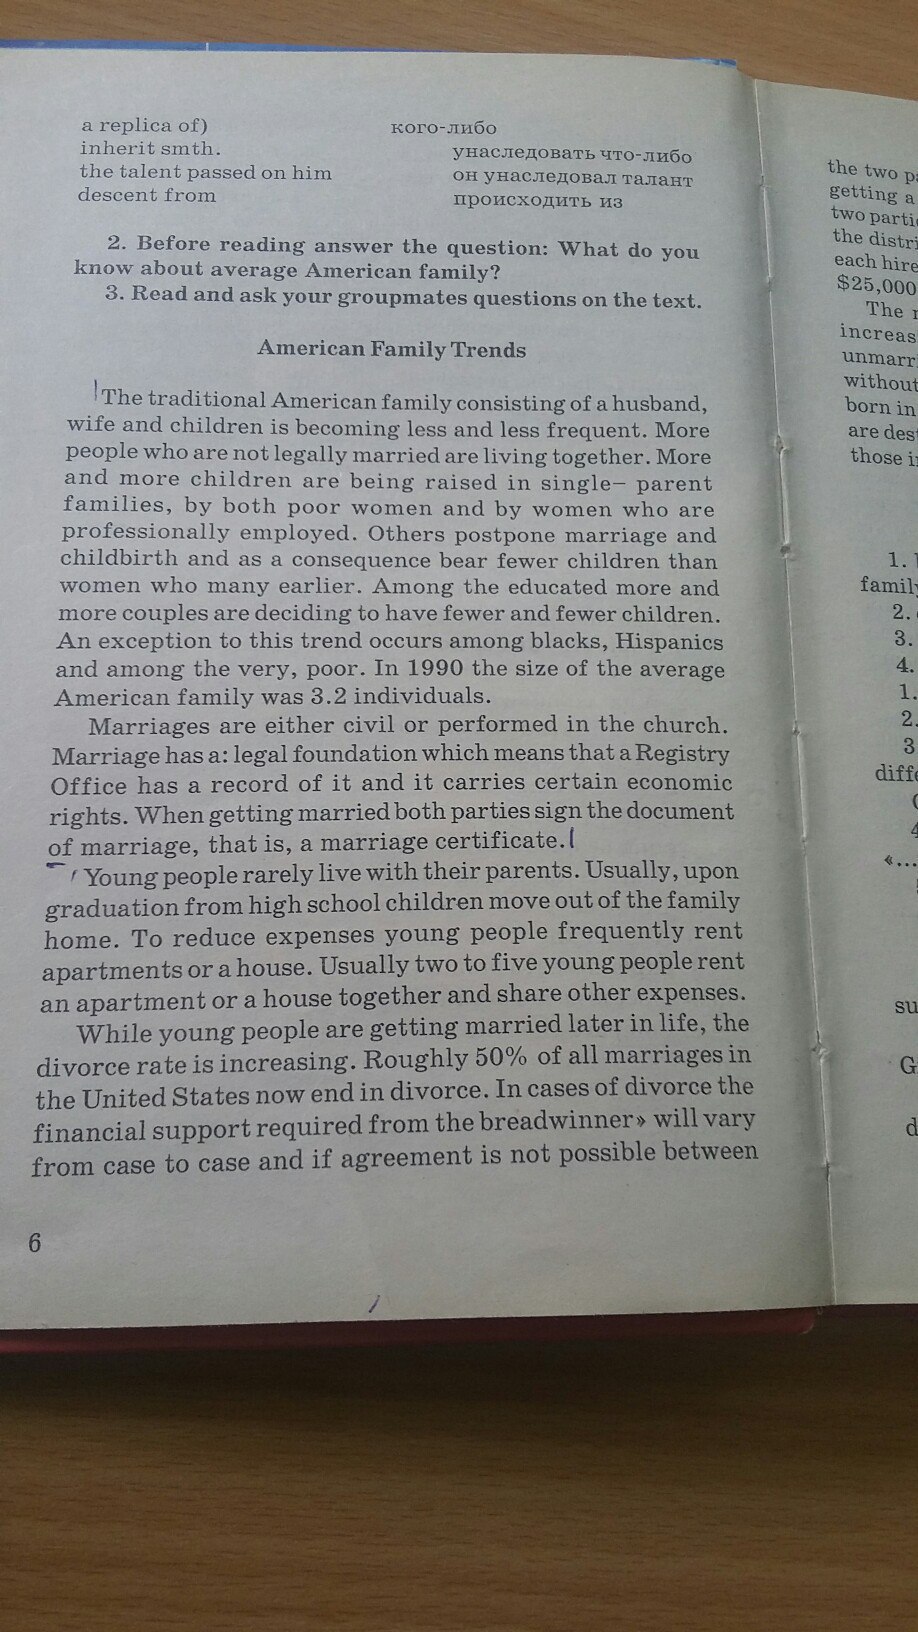 a replica of) кого-либо
inherit smth. унаследовать что-либо
the talent passed on him он унаследовал талант
descent from происходить из
2. Before reading answer the question: What do you
know about average American family?
3. Read and ask your groupmates questions on the text.
American Family Trends
The traditional American family consisting of a husband,
wife and children is becoming less and less frequent. More
people who are not legally married are living together. More
and more children are being raised in single– parent
families, by both poor women and by women who are
professionally employed. Others postpone marriage and
childbirth and as a consequence bear fewer children than
women who many earlier. Among the educated more and
more couples are deciding to have fewer and fewer children.
An exception to this trend occurs among blacks, Hispanics
and among the very, poor. In 1990 the size of the average
American family was 3.2 individuals.
Marriages are either civil or performed in the church.
Marriage has a: legal foundation which means that a Registry
Office has a record of it and it carries certain economic
rights. When getting married both parties sign the document
of marriage, that is, a marriage certificate.
Young people rarely live with their parents. Usually, upon
graduation from high school children move out of the family
home. To reduce expenses young people frequently rent
apartments or a house. Usually two to five young people rent
an apartment or a house together and share other expenses.
While young people are getting married later in life, the
divorce rate is increasing. Roughly 50% of all marriages in
the United States now end in divorce. In cases of divorce the
financial support required from the breadwinner» will vary
from case to case and if agreement is not possible between
6
the two
getting a
two
the
each hire
$25,000
The
without
born in
are
those
1.
2.
3.
4.
1.
2.
3
«...